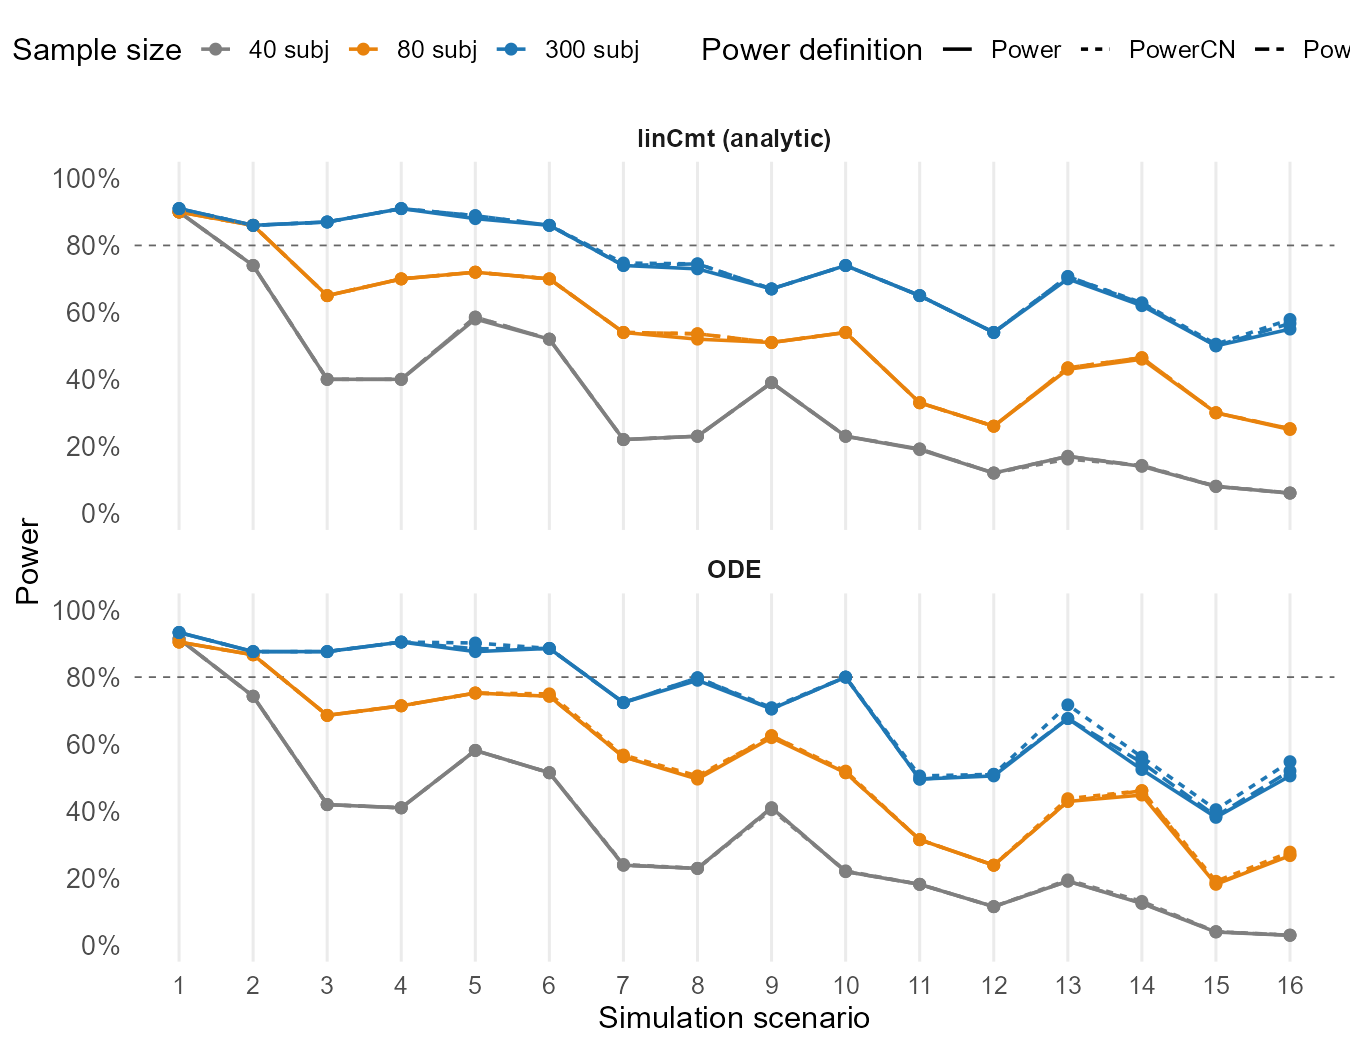 Sample size 40 subj 80 subj 300 subj Power definition Power PowerCN Pow
linCmt (analytic)
100%
80%
60%
40%
20%
0%
Power
ODE
100%
80%
60%
40%
20%
0%
1 2 3 4 5 6 7 8 9 10 11 12 13 14 15 16
Simulation scenario